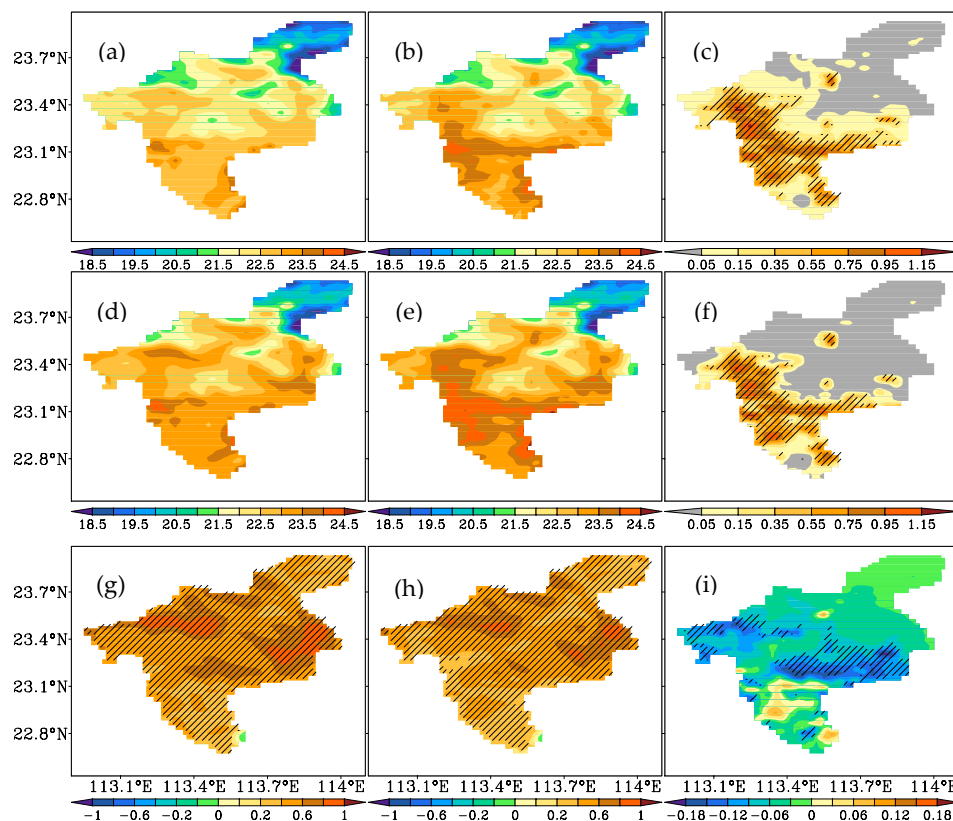 (a) (b) (c)
23.7°N
23.4°N
23.1°N
22.8°N
18.5 19.5 20.5 21.5 22.5 23.5 24.5 18.5 19.5 20.5 21.5 22.5 23.5 24.5 0.05 0.15 0.35 0.55 0.75 0.95 1.15
(d) (e) (f)
23.7°N
23.4°N
23.1°N
22.8°N
18.5 19.5 20.5 21.5 22.5 23.5 24.5 18.5 19.5 20.5 21.5 22.5 23.5 24.5 0.05 0.15 0.35 0.55 0.75 0.95 1.15
(g) (h) (i)
23.7°N
23.4°N
23.1°N
22.8°N
113.1°E 113.4°E 113.7°E 114°E 113.1°E 113.4°E 113.7°E 114°E 113.1°E 113.4°E 113.7°E 114°E
-1 -0.6 -0.2 0 0.2 0.6 1 -1 -0.6 -0.2 0 0.2 0.6 1 -0.18 -0.12 -0.06 0 0.06 0.12 0.18